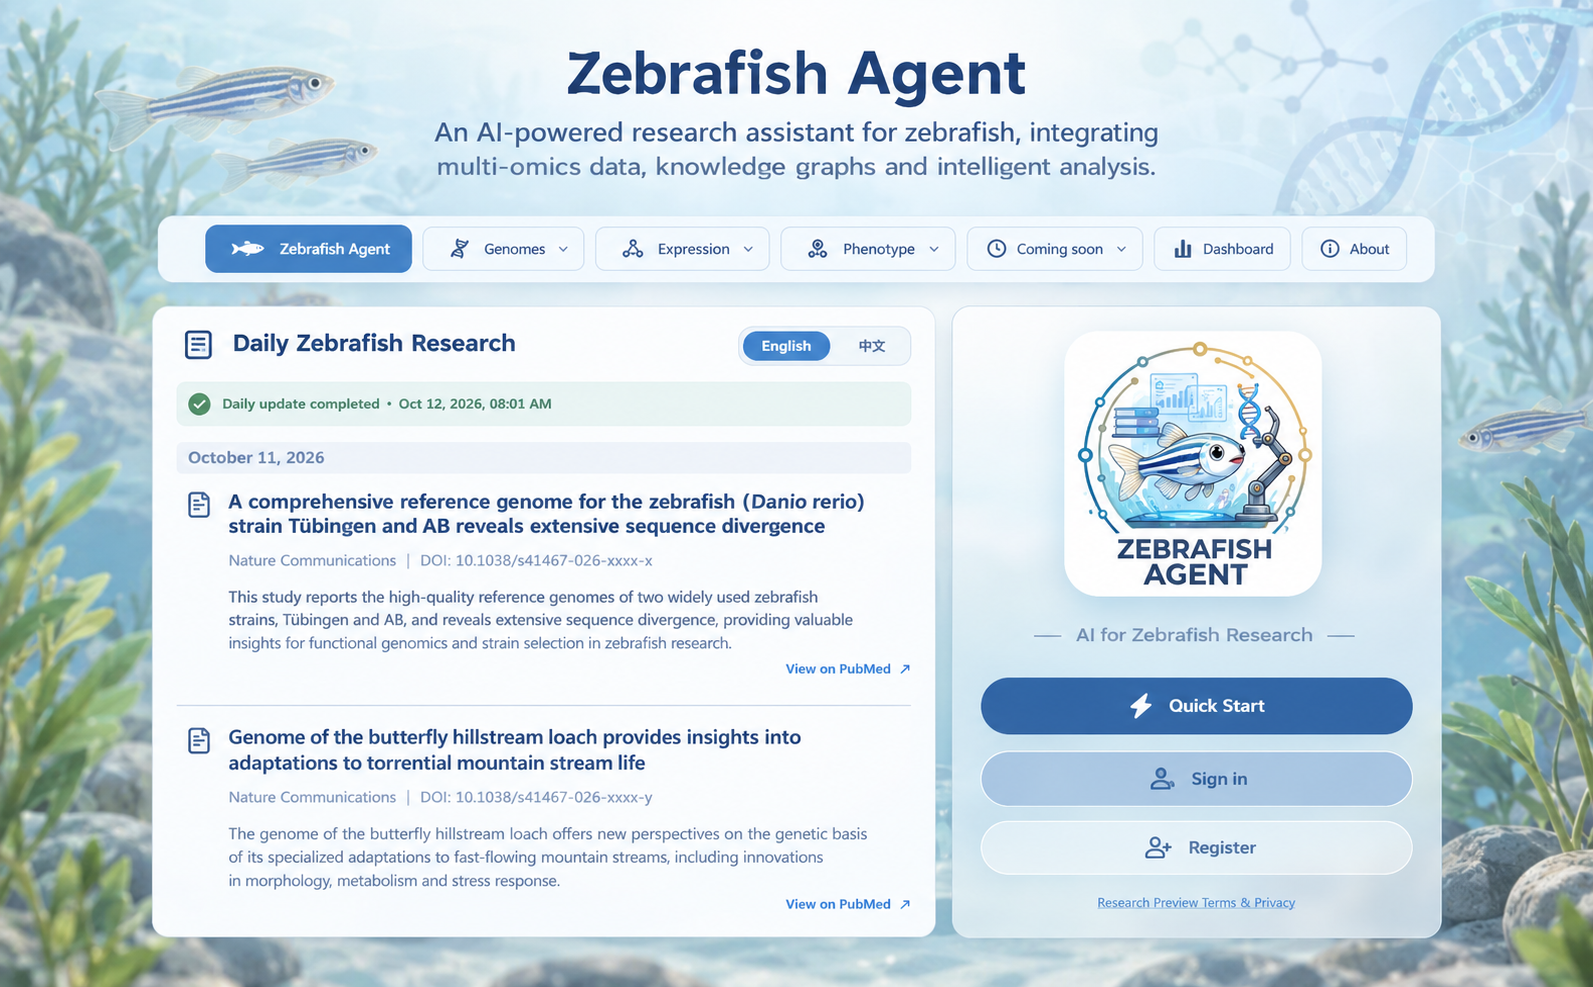 Zebrafish Agent
An AI-powered research assistant for zebrafish, integrating
multi-omics data, knowledge graphs and intelligent analysis.
Zebrafish Agent
Genomes
Expression
Phenotype
Coming soon
Dashboard
About
Daily Zebrafish Research
English
中文
Daily update completed • Oct 12, 2026, 08:01 AM
October 11, 2026
A comprehensive reference genome for the zebrafish (Danio rerio)
strain Tübingen and AB reveals extensive sequence divergence
Nature Communications | DOI: 10.1038/s41467-026-xxxx-x
This study reports the high-quality reference genomes of two widely used zebrafish
strains, Tübingen and AB, and reveals extensive sequence divergence, providing valuable
insights for functional genomics and strain selection in zebrafish research.
View on PubMed ↗
Genome of the butterfly hillstream loach provides insights into
adaptations to torrential mountain stream life
Nature Communications | DOI: 10.1038/s41467-026-xxxx-y
The genome of the butterfly hillstream loach offers new perspectives on the genetic basis
of its specialized adaptations to fast-flowing mountain streams, including innovations
in morphology, metabolism and stress response.
View on PubMed ↗
ZEBRAFISH
AGENT
AI for Zebrafish Research
Quick Start
Sign in
Register
Research Preview Terms & Privacy